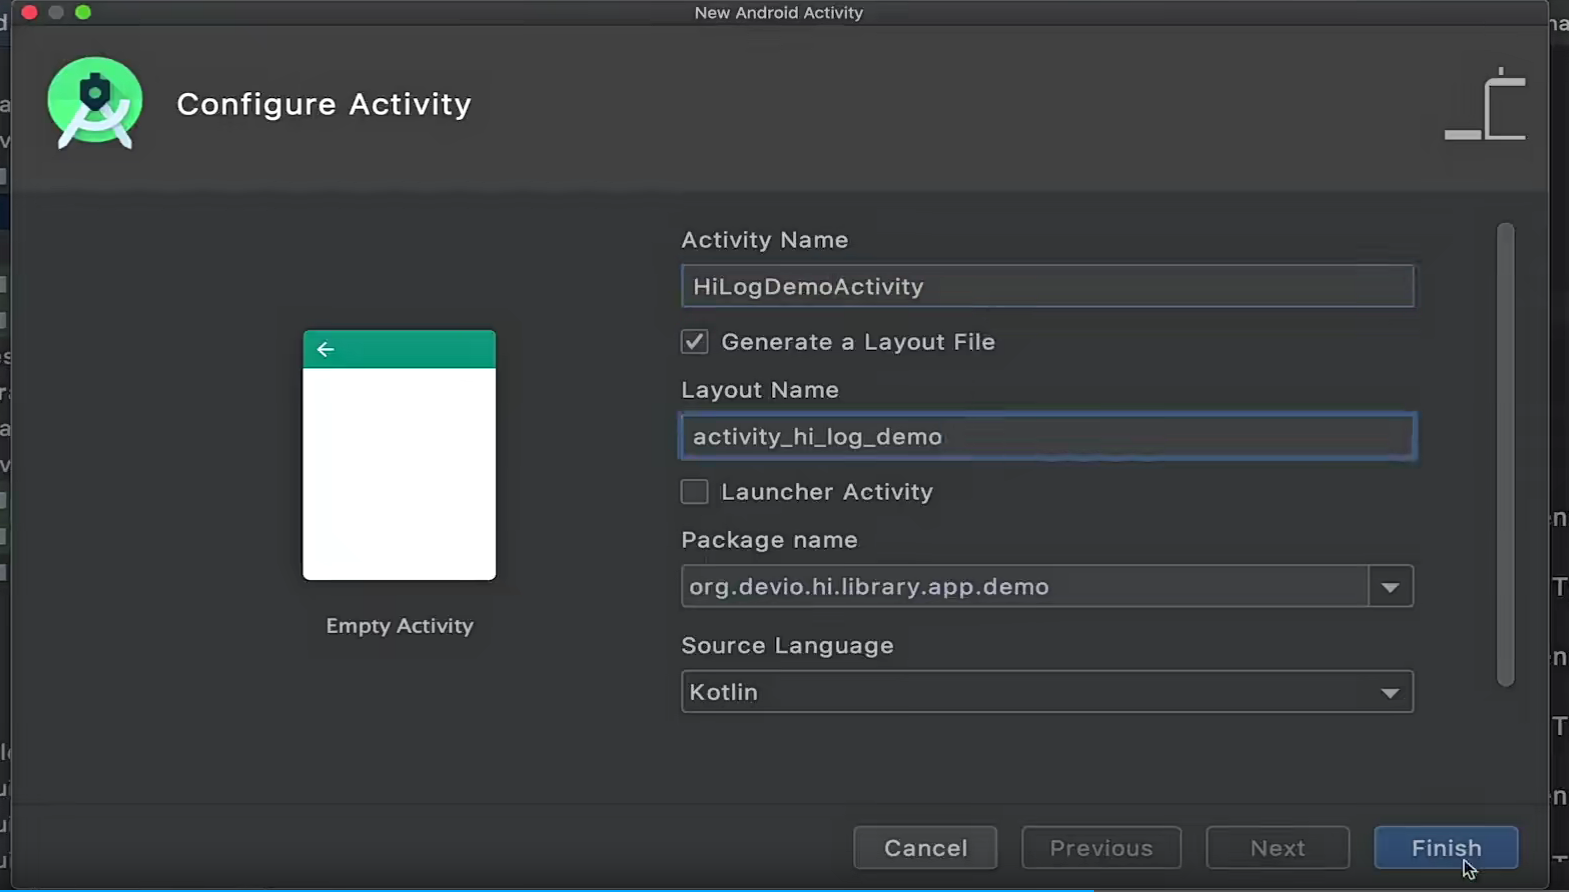 New Android Activity
Configure Activity
Activity Name
HiLogDemoActivity
Generate a Layout File
Layout Name
activity_hi_log_demo
Launcher Activity
Package name
org.devio.hi.library.app.demo
Empty Activity
Source Language
Kotlin
Cancel
Previous
Next
Finish